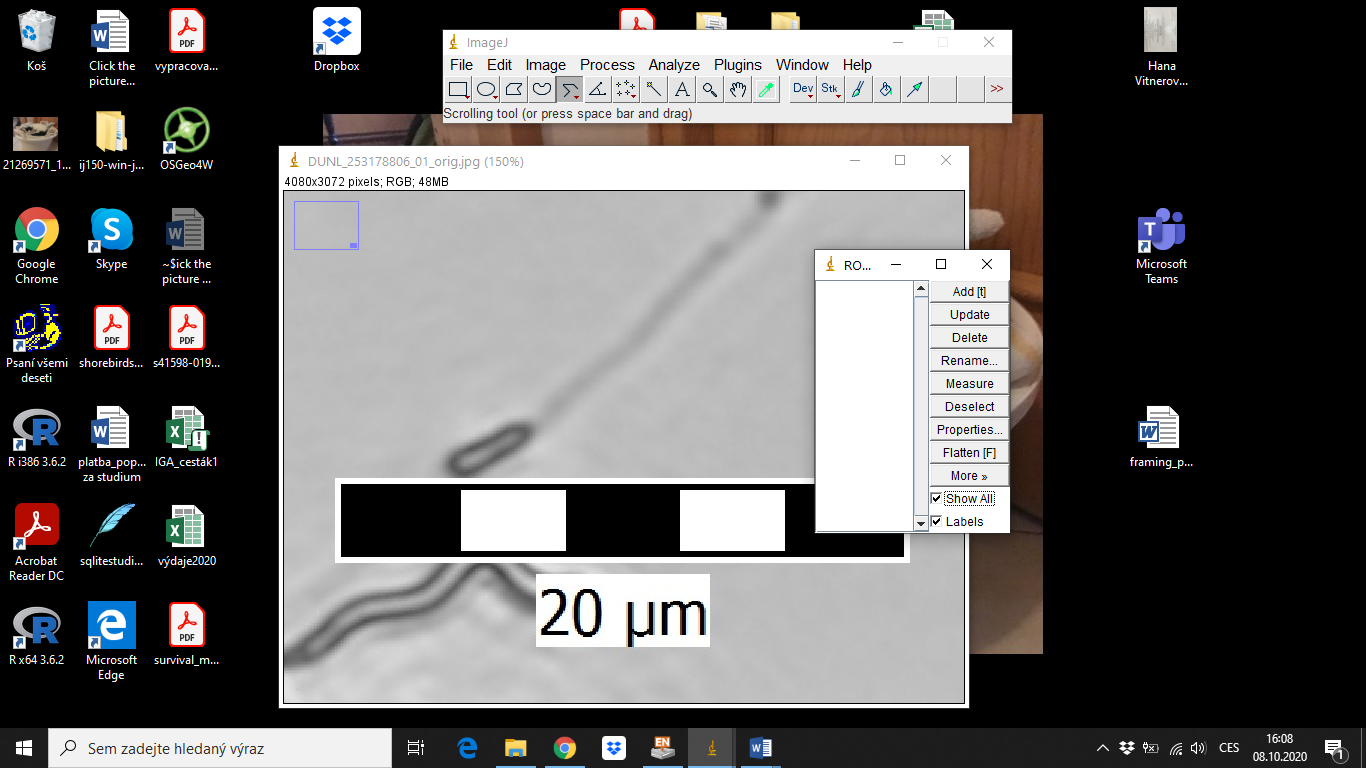 Koš
Click the
picture...
vypracova...
Dropbox
Hana
Vitnerov...
ImageJ
File Edit Image Process Analyze Plugins Window Help
Dev Stk >>
Scrolling tool (or press space bar and drag)
21269571_1...
ij150-win-j...
OSGeo4W
DUNL_253178806_01_orig.jpg (150%)
4080x3072 pixels; RGB; 48MB
Google
Chrome
Skype
~$ick the
picture ...
Microsoft
Teams
RO...
Add [t]
Update
Delete
Rename...
Measure
Deselect
Properties...
Flatten [F]
More »
Show All
Labels
Psaní všemi
deseti
shorebirds...
s41598-019...
R i386 3.6.2
platba_pop...
za studium
IGA_cesták1
framing_p...
20 µm
Acrobat
Reader DC
sqlitestudi...
výdaje2020
R x64 3.6.2
Microsoft
Edge
survival_m...
Sem zadejte hledaný výraz
EN
CES
16:08
08.10.2020
1